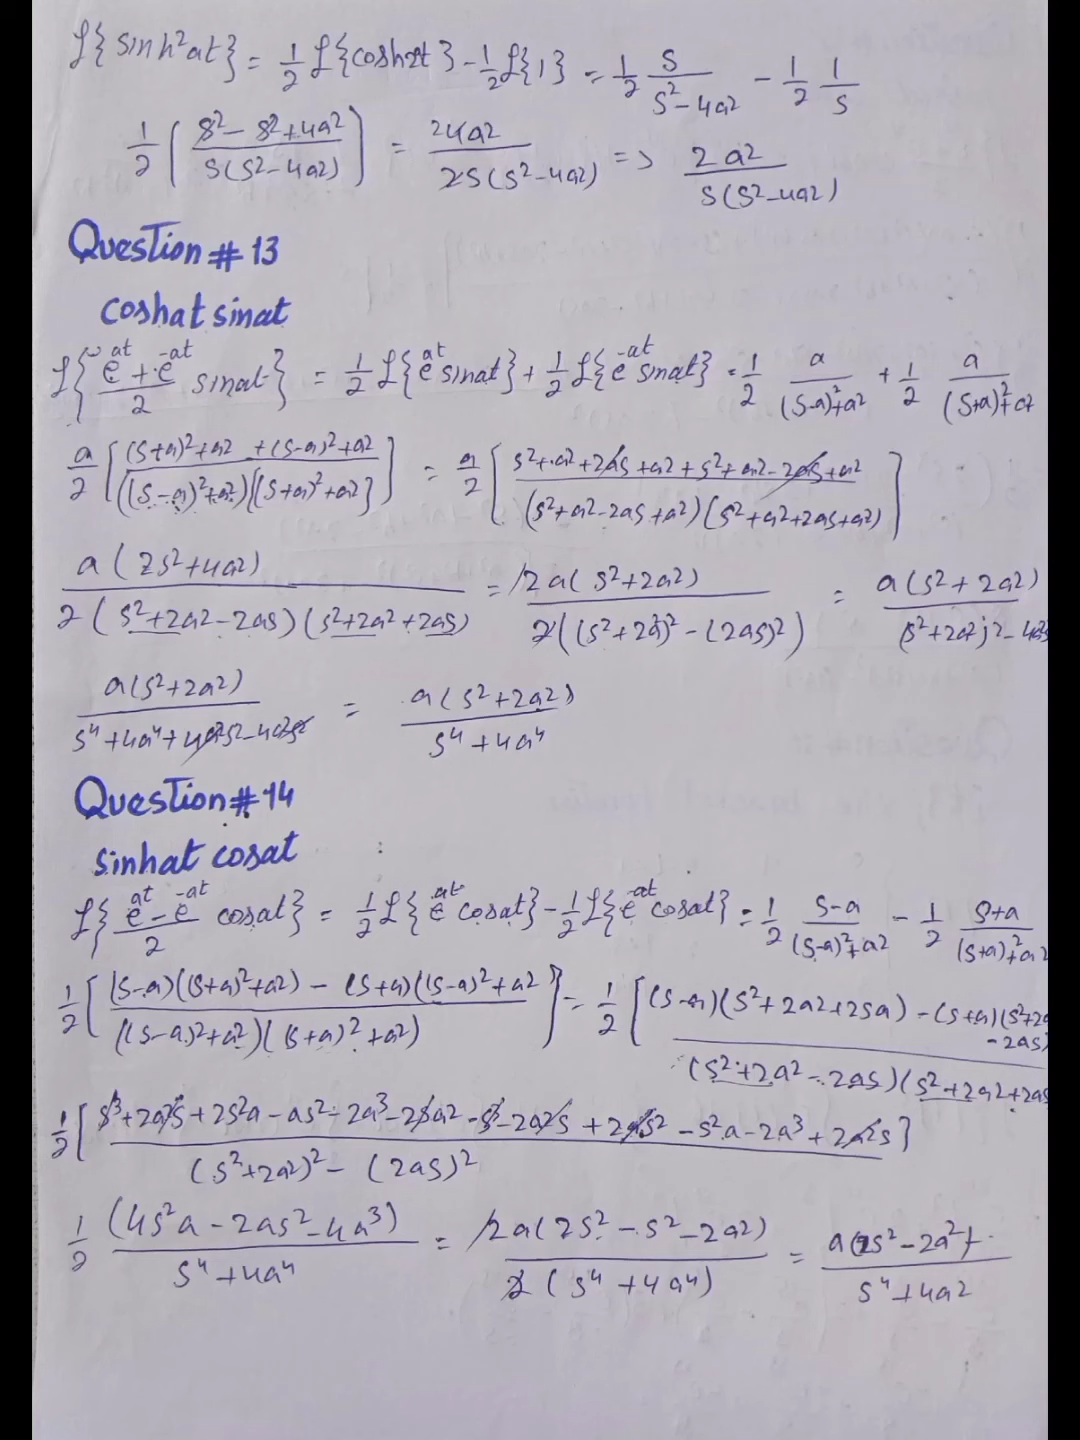 ℒ{sinh²at} = 1/2 ℒ{cosh2t} - 1/2 ℒ{1} = 1/2 s/(s²-4a²) - 1/2 1/s
1/2 [(s²-s²+4a²)/(s(s²-4a²))] = 24a2/(2s(s²-4a2)) => 2a2/(s(s²-4a2))
Question # 13
coshat sinat
ℒ{(e^at + e^-at)/2 sinat} = 1/2 ℒ{e^at sinat} + 1/2 ℒ{e^-at sinat} = 1/2 a/((s-a)²+a²) + 1/2 a/((s+a)²+a²)
a/2 [((s+a)²+a2 + (s-a)²+a2)/(((s-a)²+a²)((s+a)²+a2))] = a/2 [(s²+a²+2as+a2+s²+a2-2as+a2)/((s²+a2-2as+a2)(s²+a2+2as+a2))]
a(2s²+4a2)/(2(s²+2a2-2as)(s²+2a2+2as)) = 2a(s²+2a2)/(2((s²+2a²)²-(2as)²)) = a(s²+2a2)/((s²+2a²)²-4a²s
a(s²+2a2)/(s⁴+4a⁴+4a²s²-4a²s²) = a(s²+2a2)/(s⁴+4a⁴)
Question # 14
sinhat cosat
ℒ{(e^at - e^-at)/2 cosat} = 1/2 ℒ{e^at cosat} - 1/2 ℒ{e^-at cosat} = 1/2 (s-a)/((s-a)²+a2) - 1/2 (s+a)/((s+a)²+a2
1/2 [((s-a)((s+a)²+a2) - (s+a)((s-a)²+a2)/(((s-a)²+a²)((s+a)²+a²))] = 1/2 [((s-a)(s²+2a2+2sa) - (s+a)(s²+2a -2as)/((s²+2a²-2as)(s²+2a2+2as
1/2 [(s³+2a²s+2s²a-as²-2a³-2sa2-s³-2a2s+2as²-s²a-2a³+2a2s)/((s²+2a2)²-(2as)²)]
1/2 (4s²a-2as²-4a³)/(s⁴+4a⁴) = 2a(2s²-s²-2a2)/(2(s⁴+4a⁴)) = a(s²-2a²)/(s⁴+4a2)